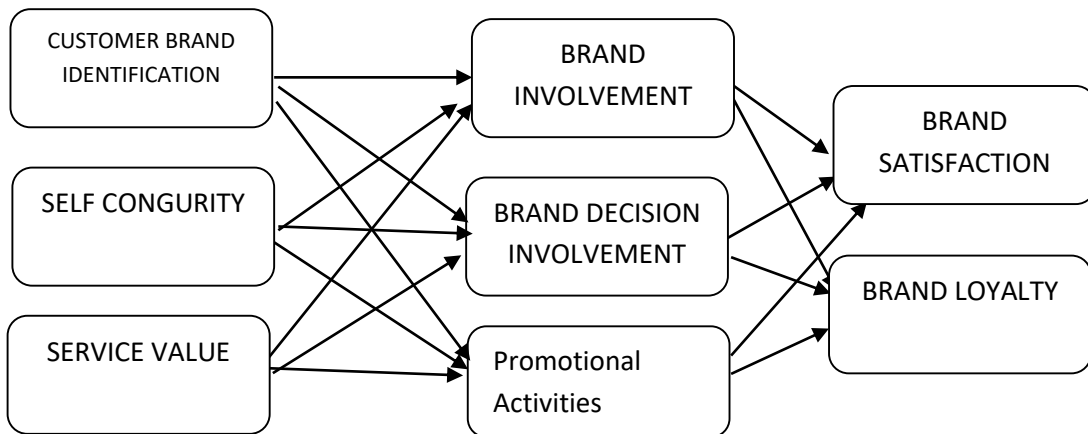 CUSTOMER BRAND
IDENTIFICATION
SELF CONGURITY
SERVICE VALUE
BRAND
INVOLVEMENT
BRAND DECISION
INVOLVEMENT
Promotional
Activities
BRAND
SATISFACTION
BRAND LOYALTY